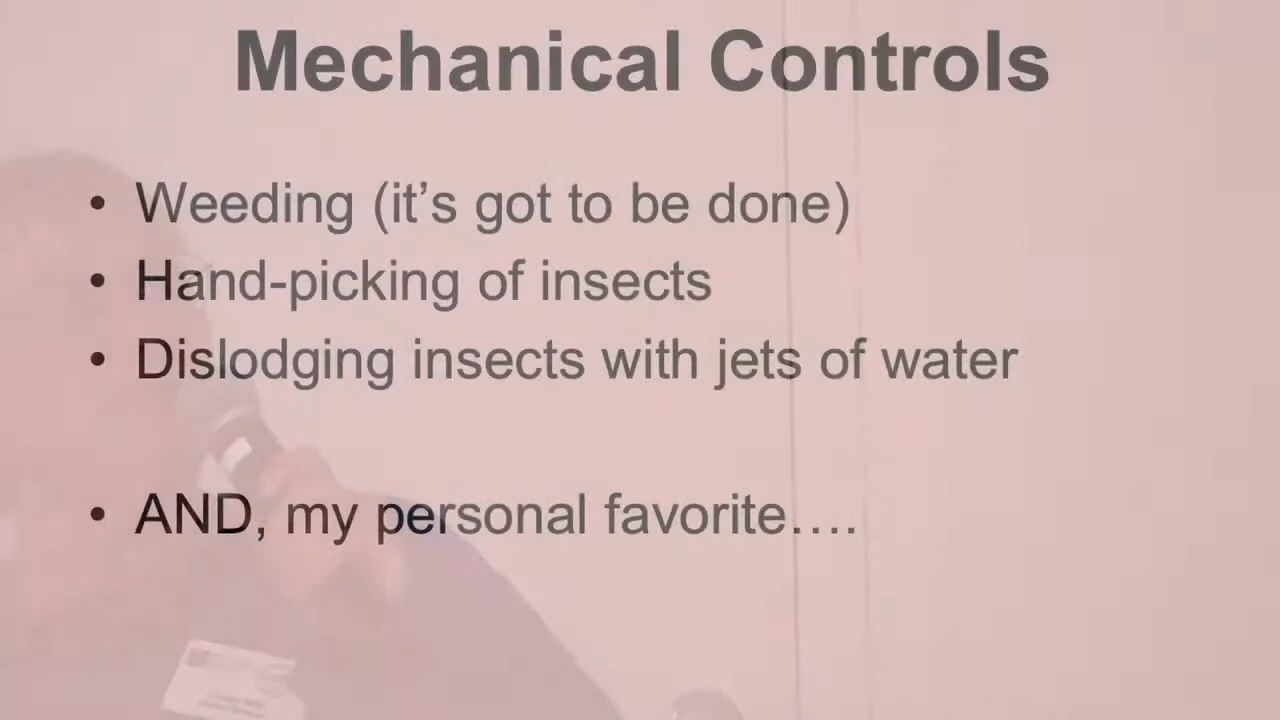 Mechanical Controls
• Weeding (it’s got to be done)
• Hand-picking of insects
• Dislodging insects with jets of water
• AND, my personal favorite….